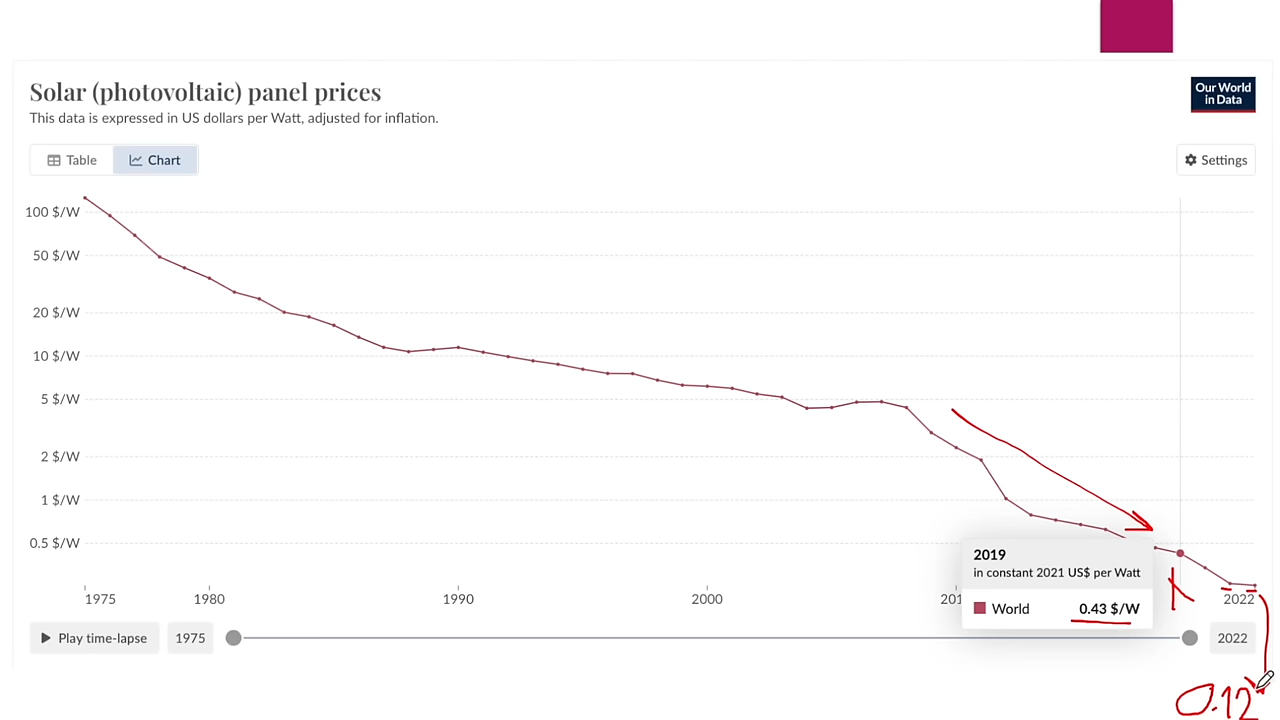 Solar (photovoltaic) panel prices
This data is expressed in US dollars per Watt, adjusted for inflation.
Our World
in Data
Table
Chart
Settings
100 $/W
50 $/W
20 $/W
10 $/W
5 $/W
2 $/W
1 $/W
0.5 $/W
2019
in constant 2021 US$ per Watt
World 0.43 $/W
1975 1980 1990 2000 201 2022
Play time-lapse 1975 2022
0.12